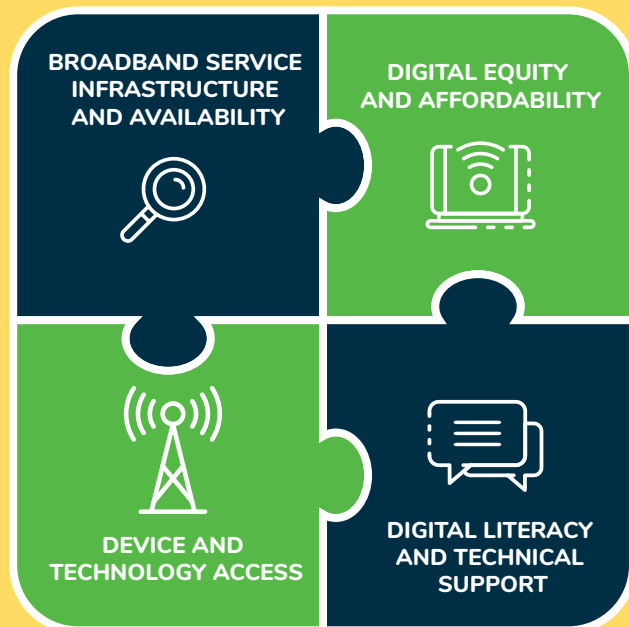 BROADBAND SERVICE
INFRASTRUCTURE
AND AVAILABILITY
DIGITAL EQUITY
AND AFFORDABILITY
DEVICE AND
TECHNOLOGY ACCESS
DIGITAL LITERACY
AND TECHNICAL
SUPPORT